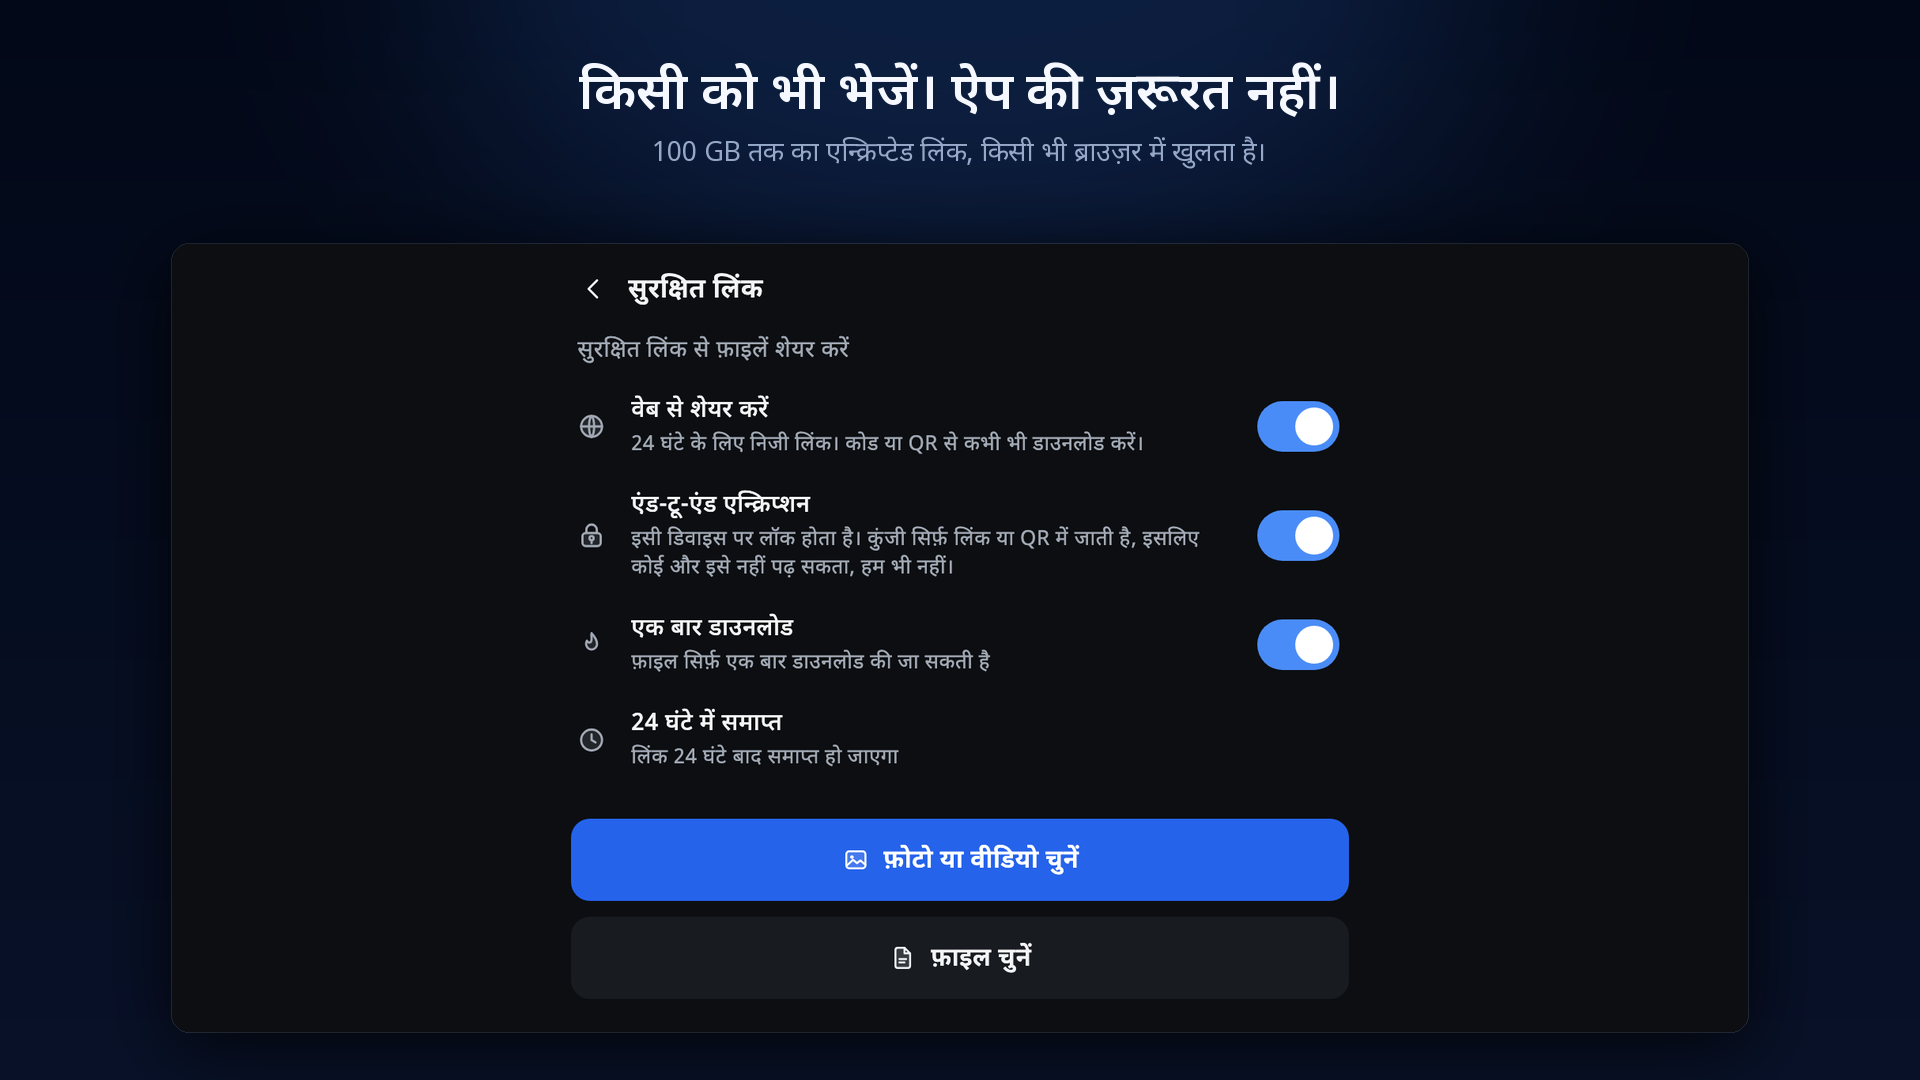 किसी को भी भेजें। ऐप की ज़रूरत नहीं।
100 GB तक का एन्क्रिप्टेड लिंक, किसी भी ब्राउज़र में खुलता है।
सुरक्षित लिंक
सुरक्षित लिंक से फ़ाइलें शेयर करें
वेब से शेयर करें
24 घंटे के लिए निजी लिंक। कोड या QR से कभी भी डाउनलोड करें।
एंड-टू-एंड एन्क्रिप्शन
इसी डिवाइस पर लॉक होता है। कुंजी सिर्फ़ लिंक या QR में जाती है, इसलिए
कोई और इसे नहीं पढ़ सकता, हम भी नहीं।
एक बार डाउनलोड
फ़ाइल सिर्फ़ एक बार डाउनलोड की जा सकती है
24 घंटे में समाप्त
लिंक 24 घंटे बाद समाप्त हो जाएगा
फ़ोटो या वीडियो चुनें
फ़ाइल चुनें